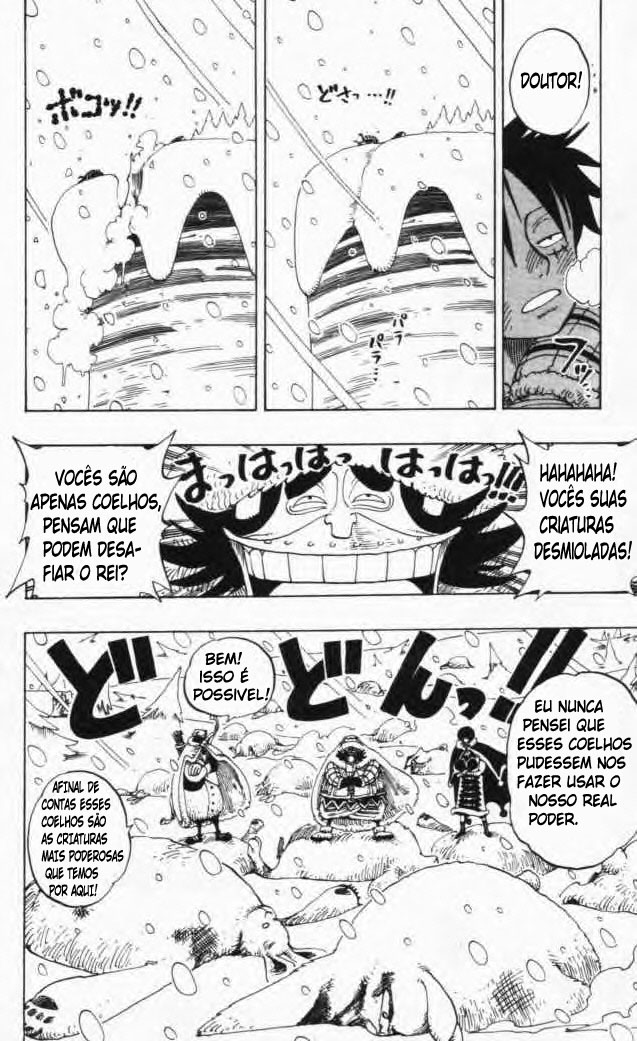 DOUTOR!
ブッ
どさっ…!!
パラ
パラ…
ボコッ!!
HAHAHAHA!
VOCÊS SUAS
CRIATURAS
DESMIOLADAS!
まっはっはっはっはっはっ!!!
VOCÊS SÃO
APENAS COELHOS,
PENSAM QUE
PODEM DESA-
FIAR O REI?
どどんっ!!
EU NUNCA
PENSEI QUE
ESSES COELHOS
PUDESSEM NOS
FAZER USAR O
NOSSO REAL
PODER.
BEM!
ISSO É
POSSIVEL!
AFINAL DE
CONTAS ESSES
COELHOS SÃO
AS CRIATURAS
MAIS PODEROSAS
QUE TEMOS
POR AQUI!